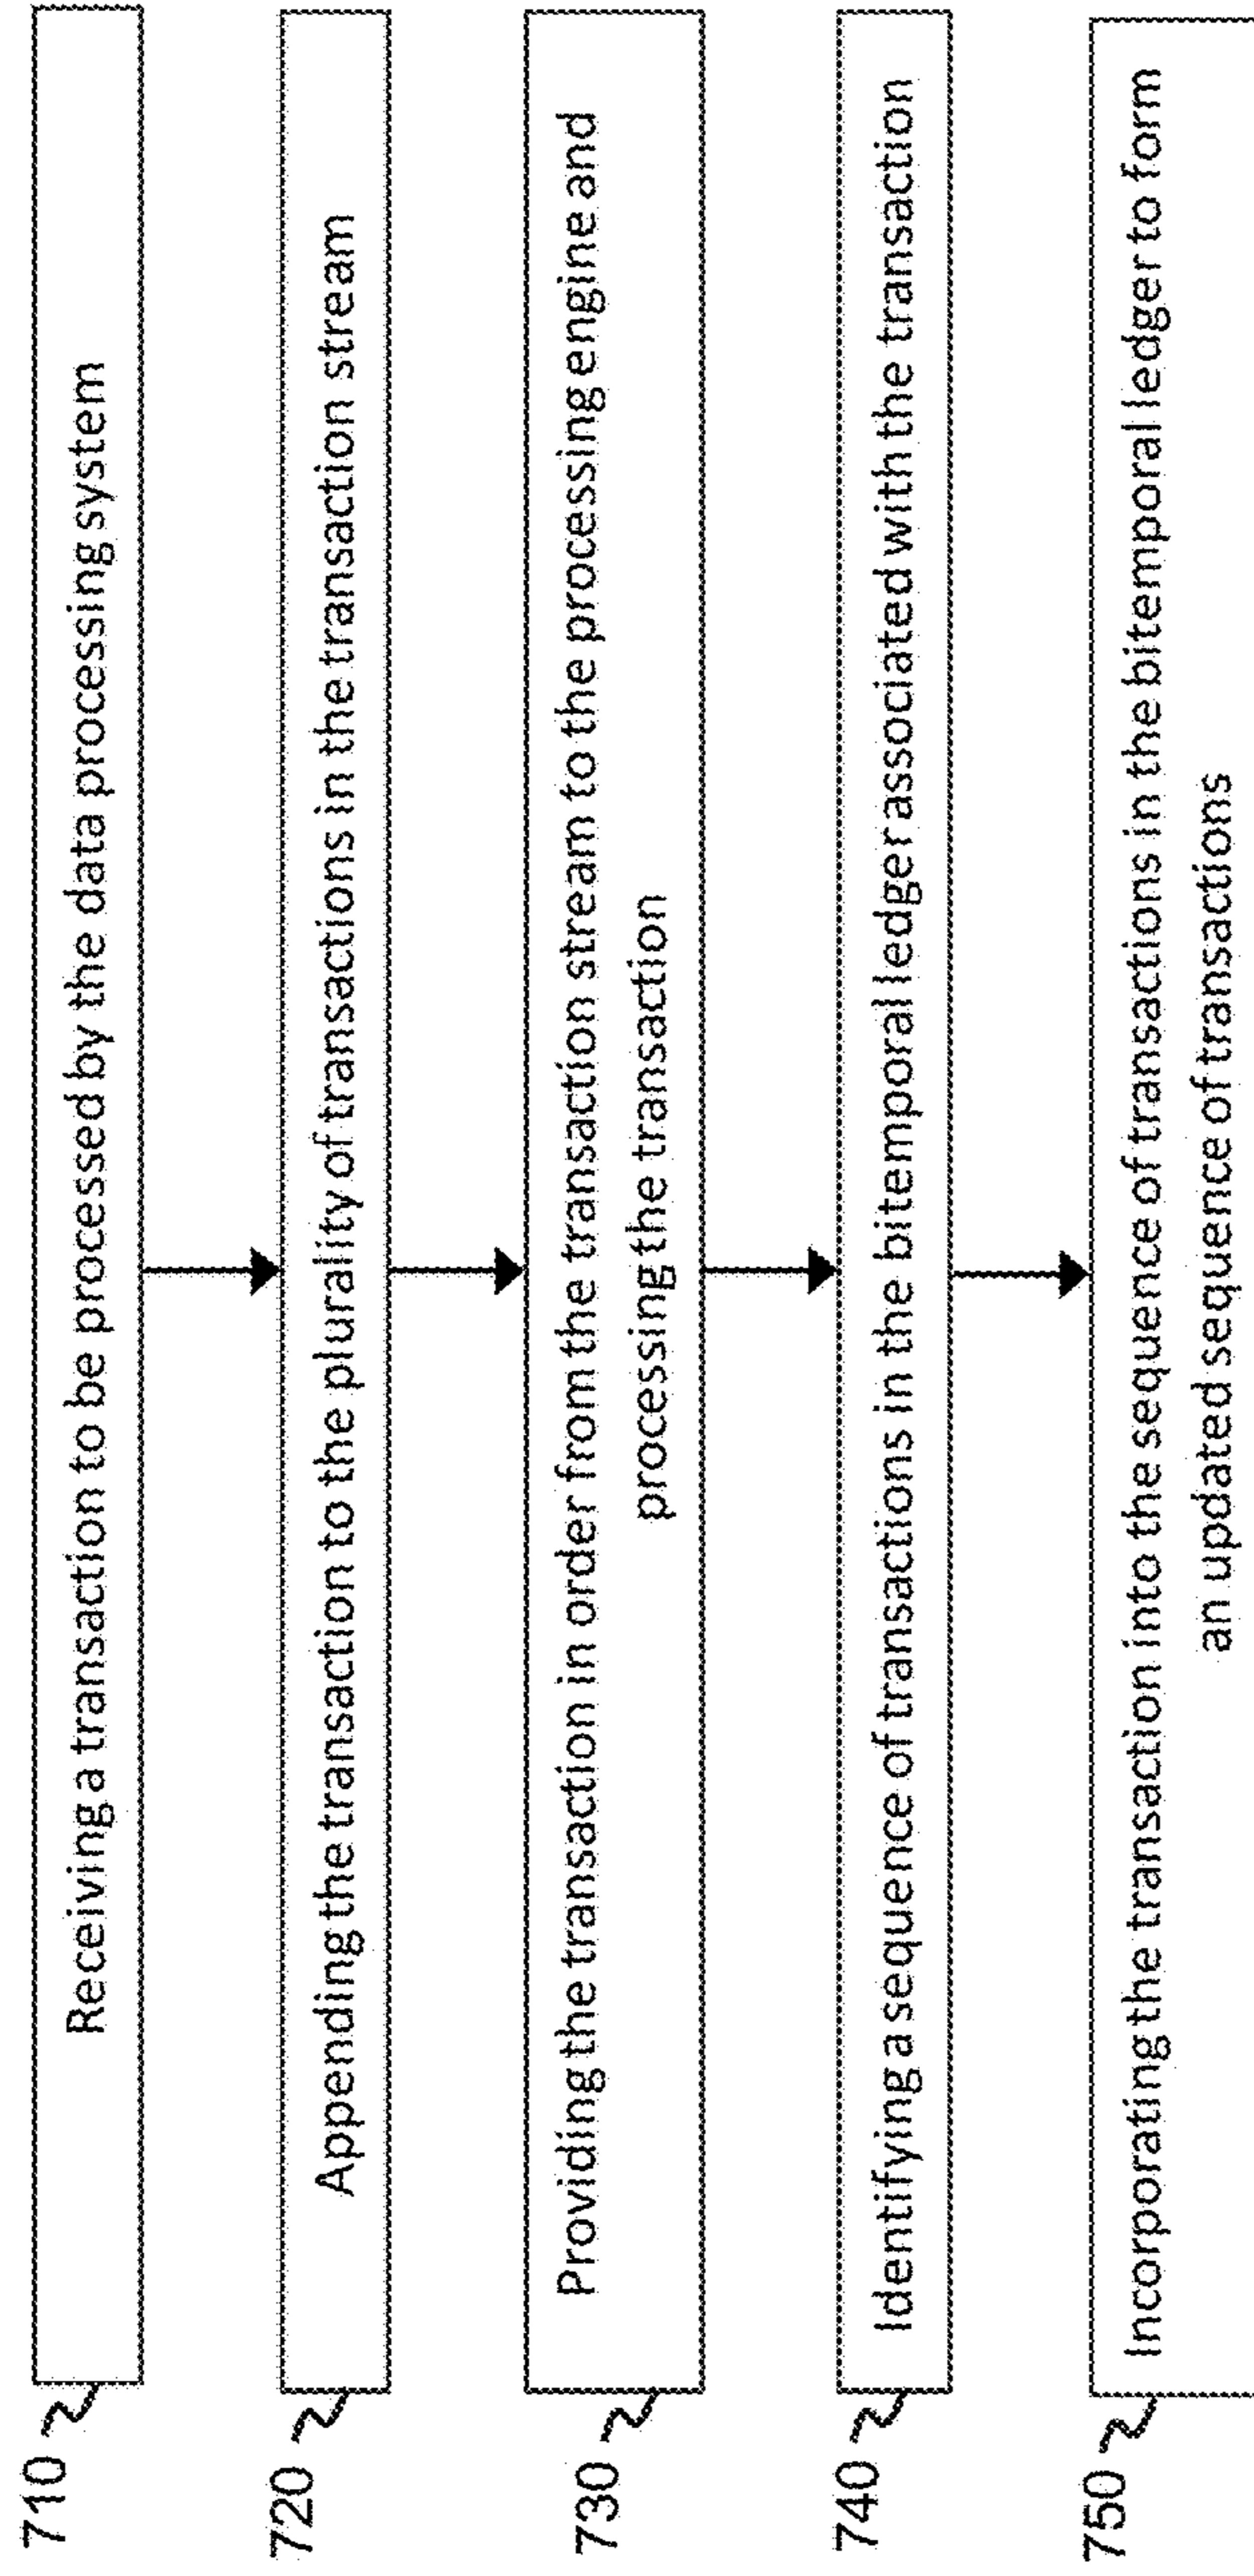 710
Receiving a transaction to be processed by the data processing system
720
Appending the transaction to the plurality of transactions in the transaction stream
730
Providing the transaction in order from the transaction stream to the processing engine and
processing the transaction
740
Identifying a sequence of transactions in the bitemporal ledger associated with the transaction
750
Incorporating the transaction into the sequence of transactions in the bitemporal ledger to form
an updated sequence of transactions